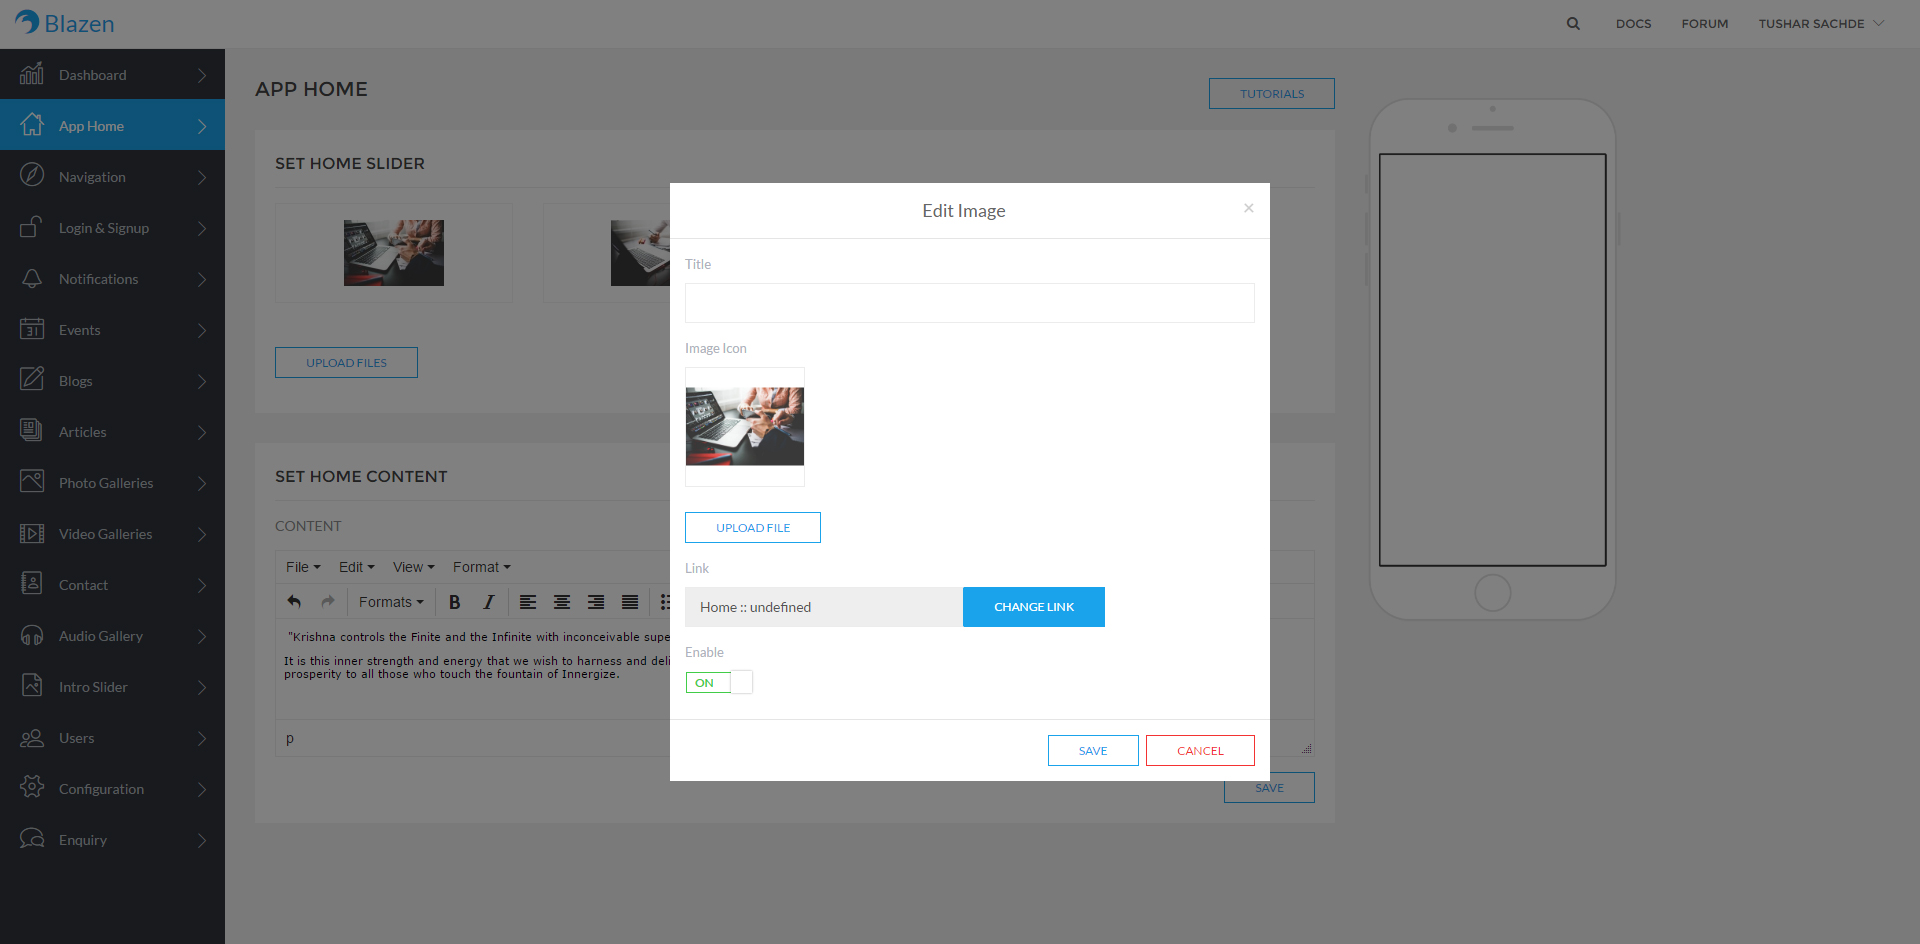 Blazen
DOCS
FORUM
TUSHAR SACHDE
Dashboard
App Home
Navigation
Login & Signup
Notifications
31
Events
Blogs
Articles
Photo Galleries
Video Galleries
Contact
Audio Gallery
Intro Slider
Users
Configuration
Enquiry
APP HOME
TUTORIALS
SET HOME SLIDER
UPLOAD FILES
SET HOME CONTENT
CONTENT
File Edit View Format
Formats B I
"Krishna controls the Finite and the Infinite with inconceivable
It is this inner strength and energy that we wish to harness and
prosperity to all those who touch the fountain of Innergize.
p
SAVE
Edit Image
×
Title
Image Icon
UPLOAD FILE
Link
Home :: undefined
CHANGE LINK
Enable
ON
SAVE
CANCEL